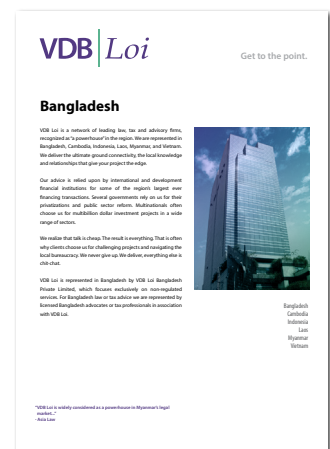 VDB Loi
Get to the point.
Bangladesh
VDB Loi is a network of leading law, tax and advisory firms,
recognized as "a powerhouse" in the region. We are represented in
Bangladesh, Cambodia, Indonesia, Laos, Myanmar, and Vietnam.
We deliver the ultimate ground connectivity, the local knowledge
and relationships that give your project the edge.
Our advice is relied upon by international and development
financial institutions for some of the region's largest ever
financing transactions. Several governments rely on us for their
privatizations and public sector reform. Multinationals often
choose us for multibillion dollar investment projects in a wide
range of sectors.
We realize that talk is cheap. The result is everything. That is often
why clients choose us for challenging projects and navigating the
local bureaucracy. We never give up. We deliver, everything else is
chit-chat.
VDB Loi is represented in Bangladesh by VDB Loi Bangladesh
Private Limited, which focuses exclusively on non-regulated
services. For Bangladesh law or tax advice we are represented by
licensed Bangladesh advocates or tax professionals in association
with VDB Loi.
Bangladesh
Cambodia
Indonesia
Laos
Myanmar
Vietnam
"VDB Loi is widely considered as a powerhouse in Myanmar's legal
market..."
- Asia Law